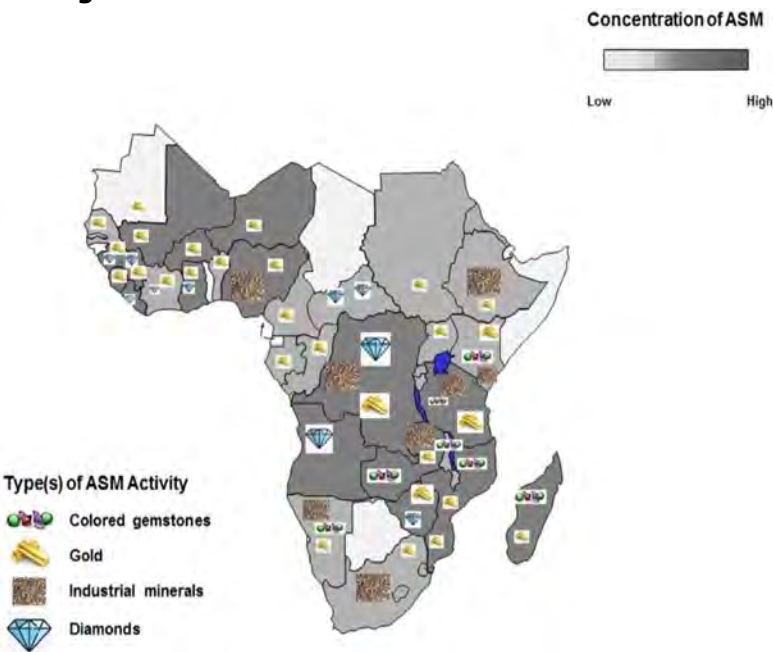 Concentration of ASM
Low
High
Type(s) of ASM Activity
Colored gemstones
Gold
Industrial minerals
Diamonds